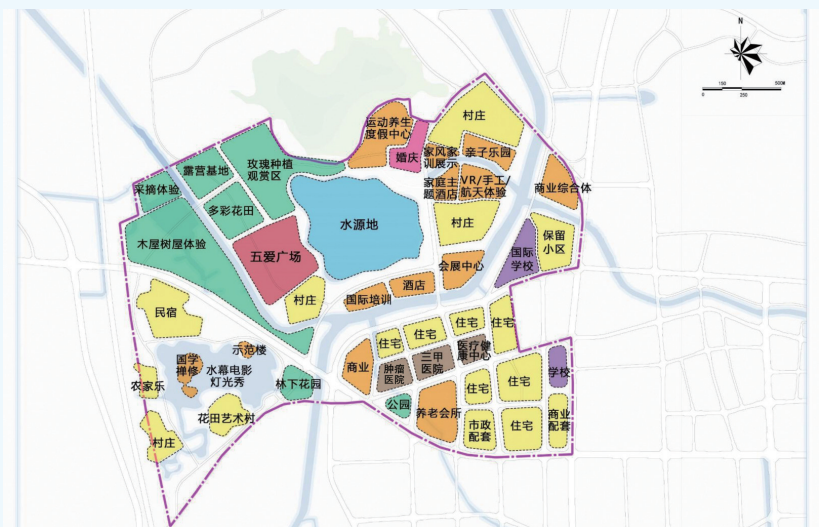 N
0
150
250
500M
村庄
运动养生
度假中心
婚庆
家风家
训展示
亲子乐园
玫瑰种植
观赏区
露营基地
采摘体验
家庭主
题酒店
VR/手工/
航天体验
商业综合体
多彩花田
水源地
村庄
木屋树屋体验
五爱广场
保留
小区
国际
学校
会展中心
酒店
国际培训
村庄
民宿
住宅
住宅
住宅
住宅
示范楼
国学
禅修
水幕电影
灯光秀
商业
肿瘤
医院
三甲
医院
医疗健
康中心
学校
农家乐
林下花园
住宅
住宅
公园
养老会所
花田艺术村
市政
配套
住宅
商业
配套
村庄